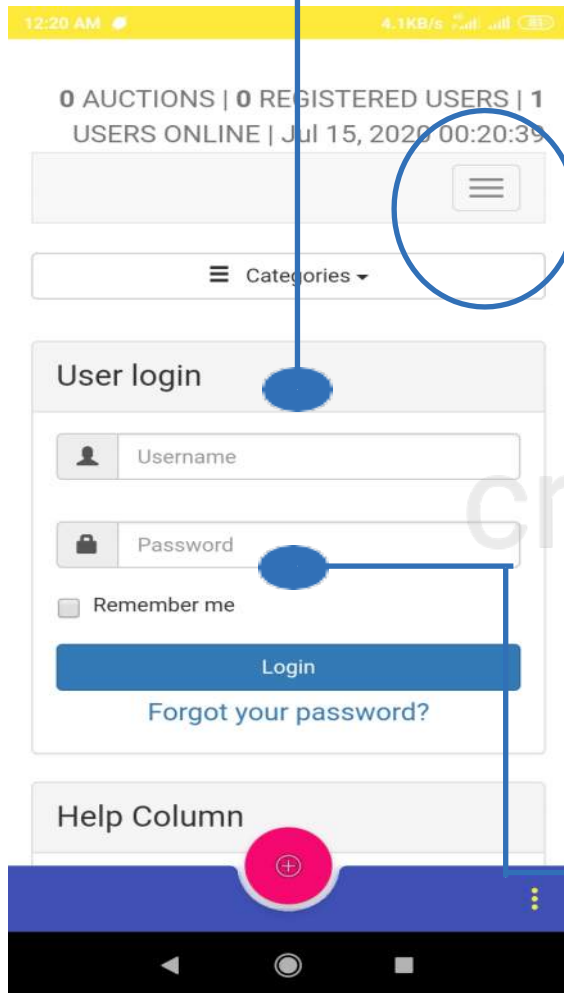 12:20 AM 4.1KB/s
0 AUCTIONS | 0 REGISTERED USERS | 1
USERS ONLINE | Jul 15, 2020 00:20:39
Categories
User login
Username
Password
cr
Remember me
Login
Forgot your password?
Help Column